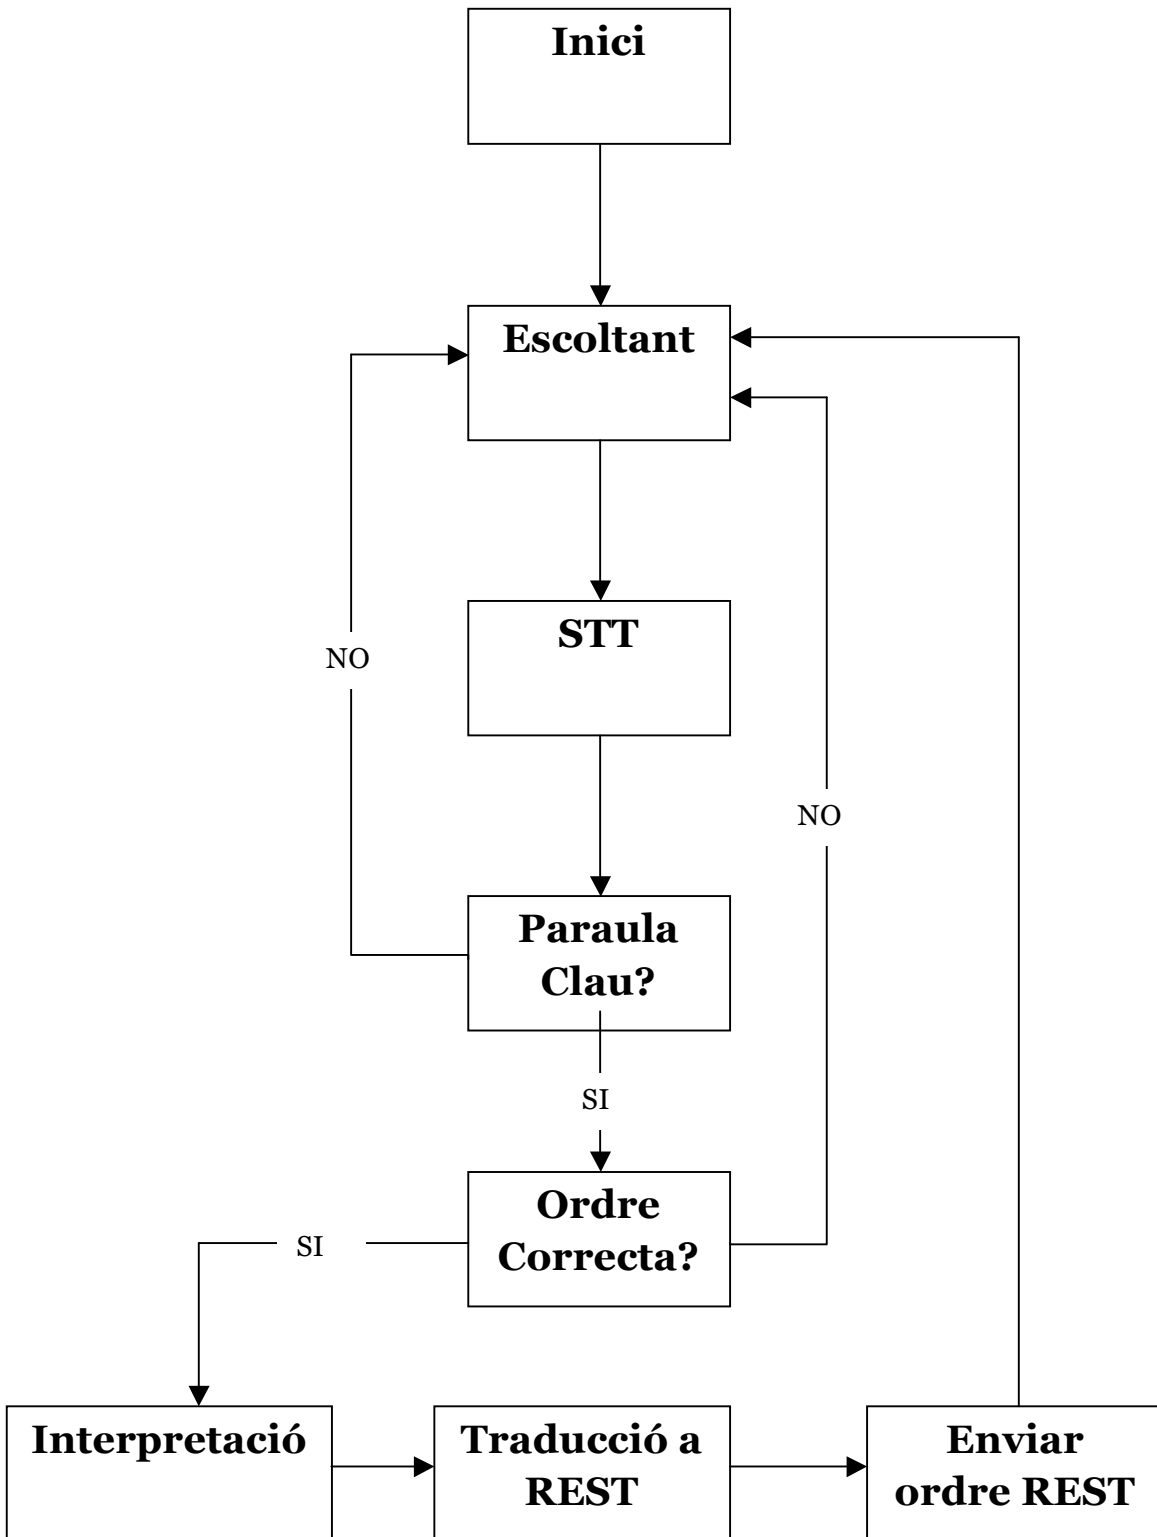 Inici
Escoltant
STT
NO
NO
Paraula
Clau?
SI
Ordre
Correcta?
SI
Interpretació
Traducció a
REST
Enviar
ordre REST